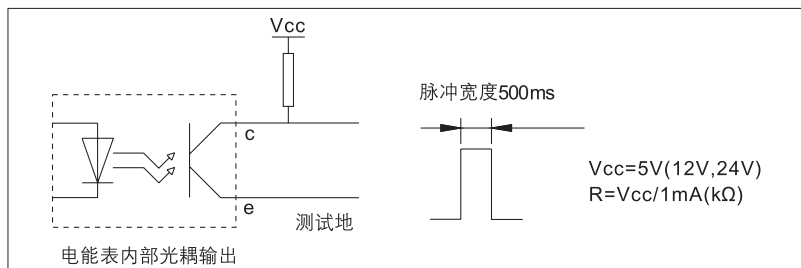 Vcc
脉冲宽度500ms
c
Vcc=5V(12V,24V)
R=Vcc/1mA(kΩ)
e
测试地
电能表内部光耦输出